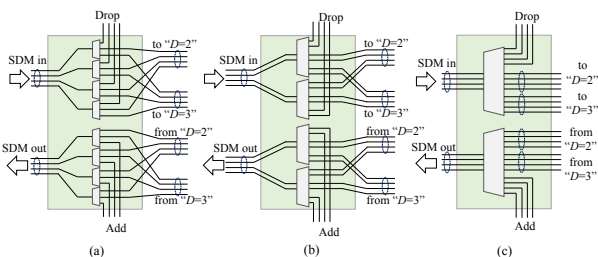 Drop
SDM in
to “D=2”
to “D=3”
SDM out
from “D=2”
from “D=3”
Add
(a)
Drop
SDM in
to “D=2”
to “D=3”
SDM out
from “D=2”
from “D=3”
Add
(b)
Drop
SDM in
to
“D=2”
to
“D=3”
SDM out
from
“D=2”
from
“D=3”
Add
(c)